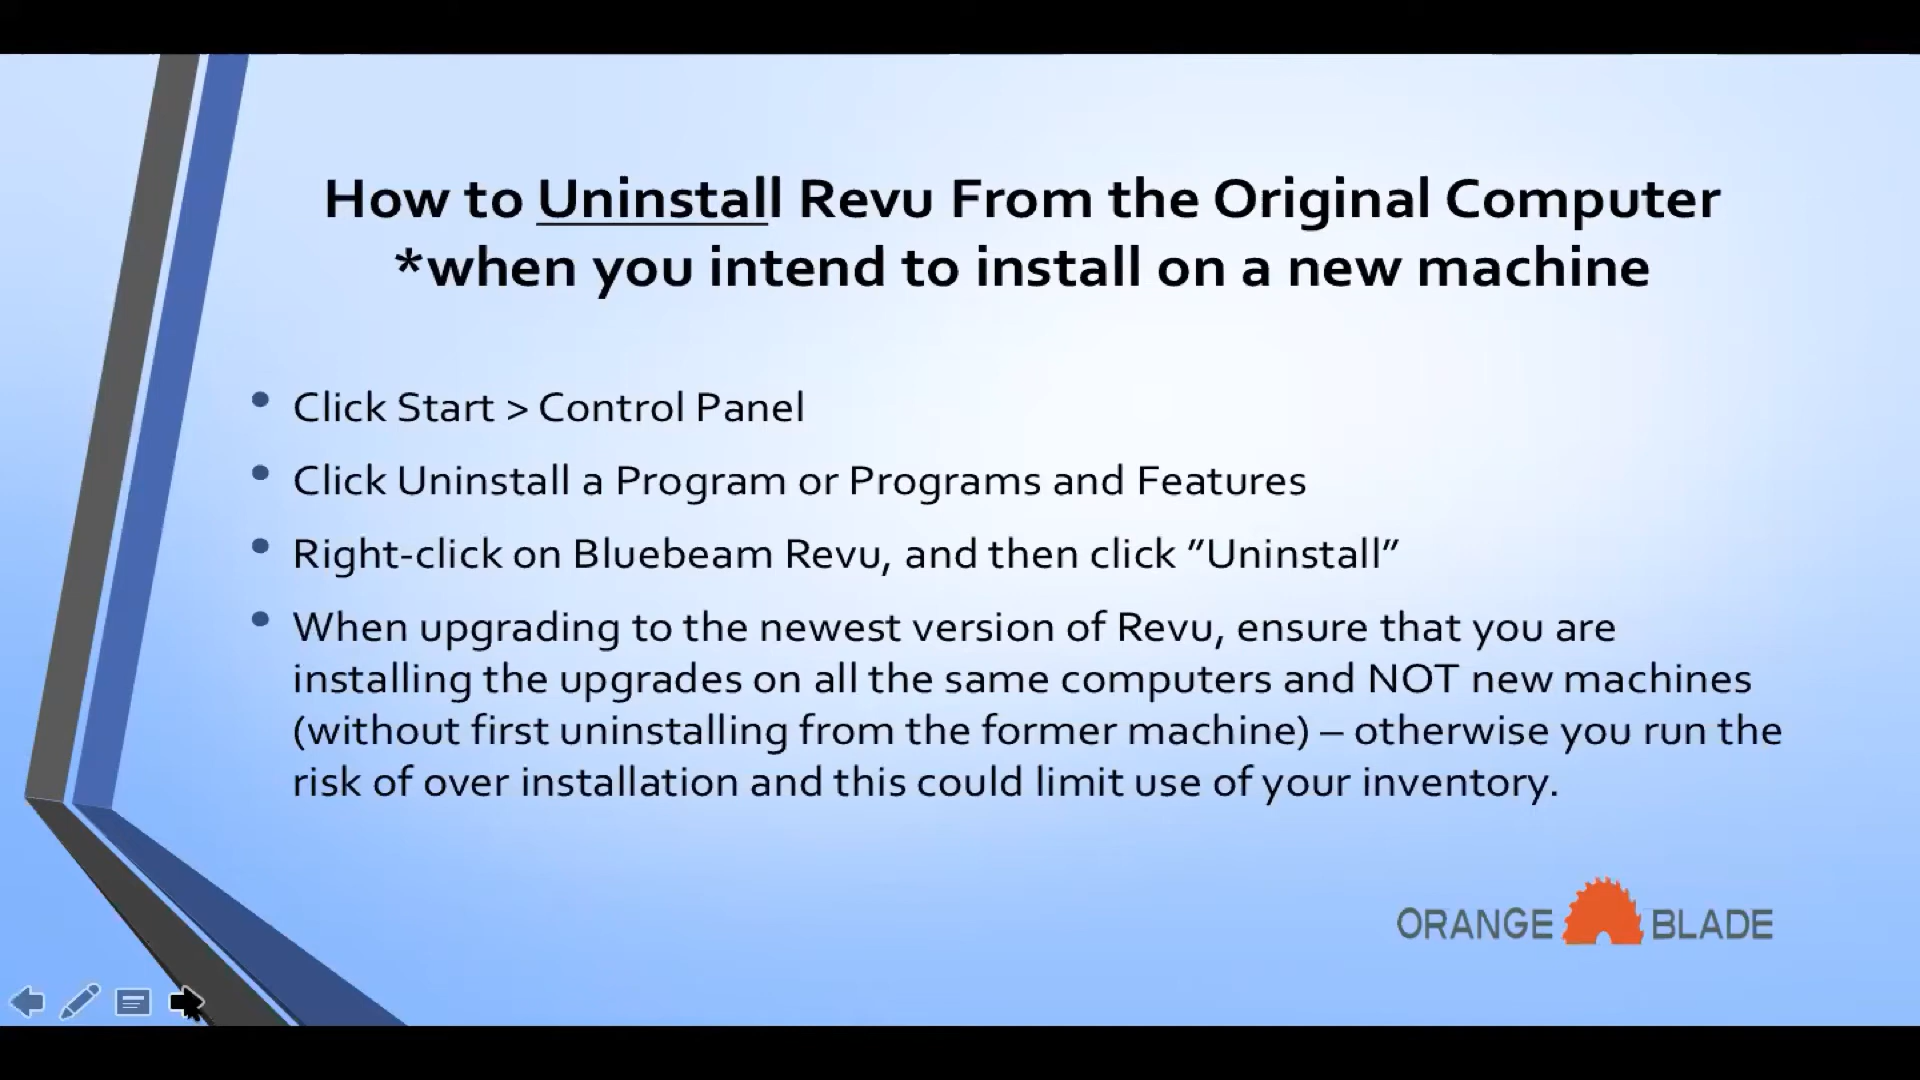 How to Uninstall Revu From the Original Computer
*when you intend to install on a new machine
• Click Start > Control Panel
• Click Uninstall a Program or Programs and Features
• Right-click on Bluebeam Revu, and then click "Uninstall"
• When upgrading to the newest version of Revu, ensure that you are
installing the upgrades on all the same computers and NOT new machines
(without first uninstalling from the former machine) – otherwise you run the
risk of over installation and this could limit use of your inventory.
ORANGE BLADE